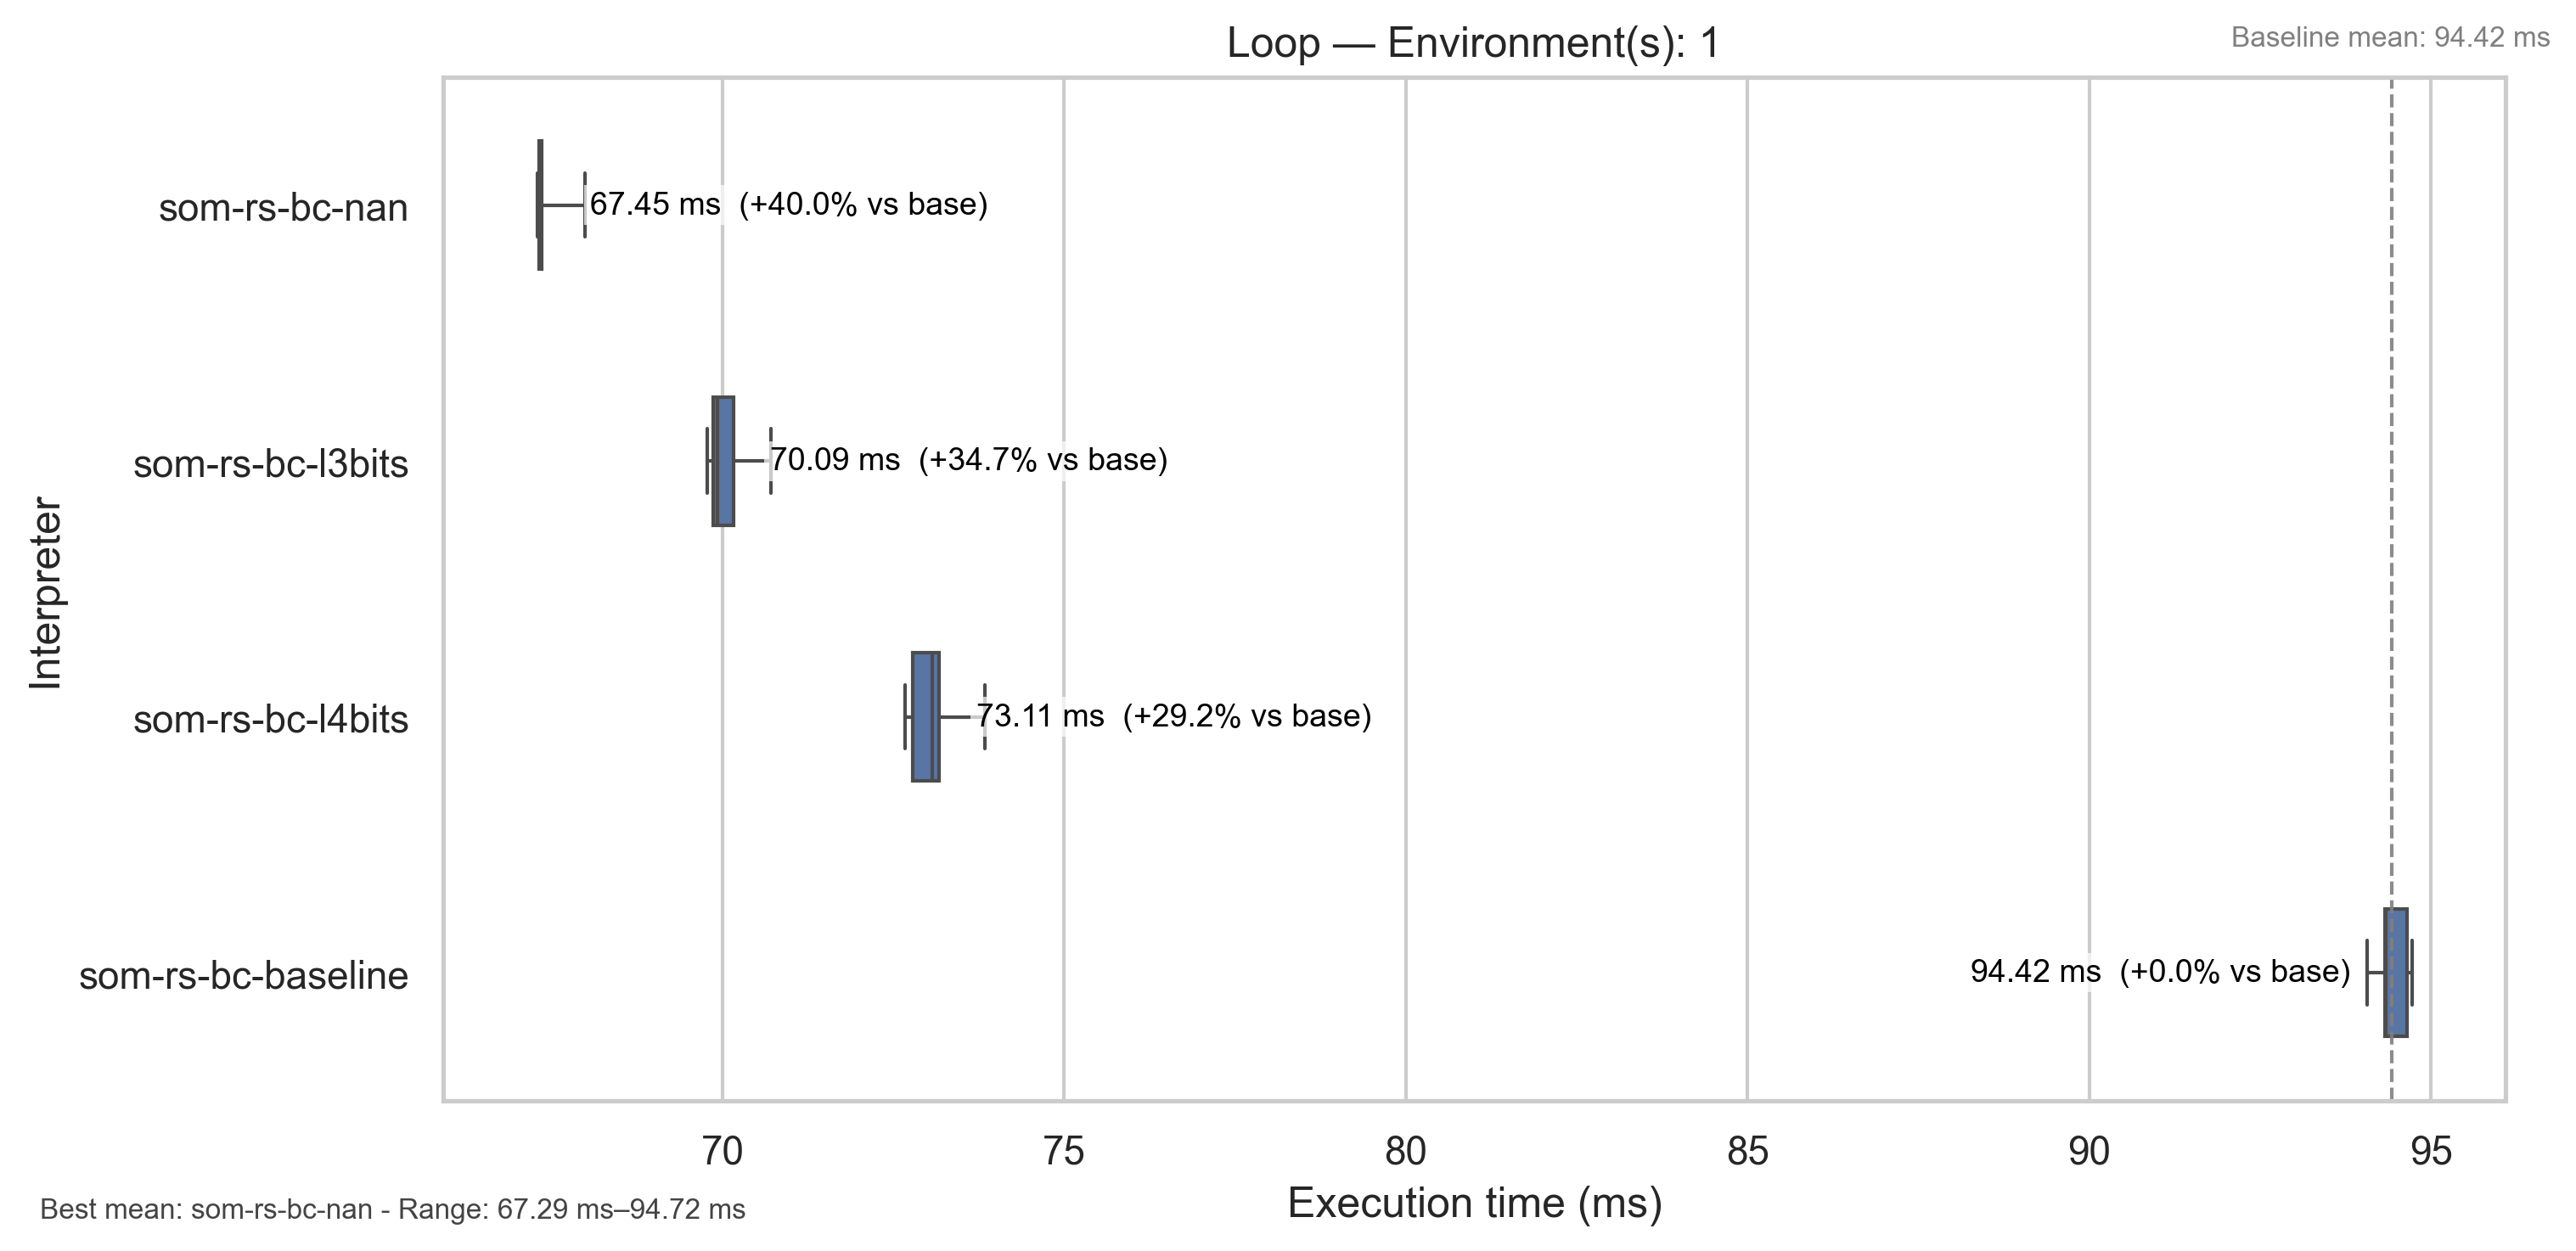 Loop — Environment(s): 1
Baseline mean: 94.42 ms
Interpreter
som-rs-bc-nan
67.45 ms (+40.0% vs base)
som-rs-bc-l3bits
70.09 ms (+34.7% vs base)
som-rs-bc-l4bits
73.11 ms (+29.2% vs base)
som-rs-bc-baseline
94.42 ms (+0.0% vs base)
70 75 80 85 90 95
Execution time (ms)
Best mean: som-rs-bc-nan - Range: 67.29 ms–94.72 ms